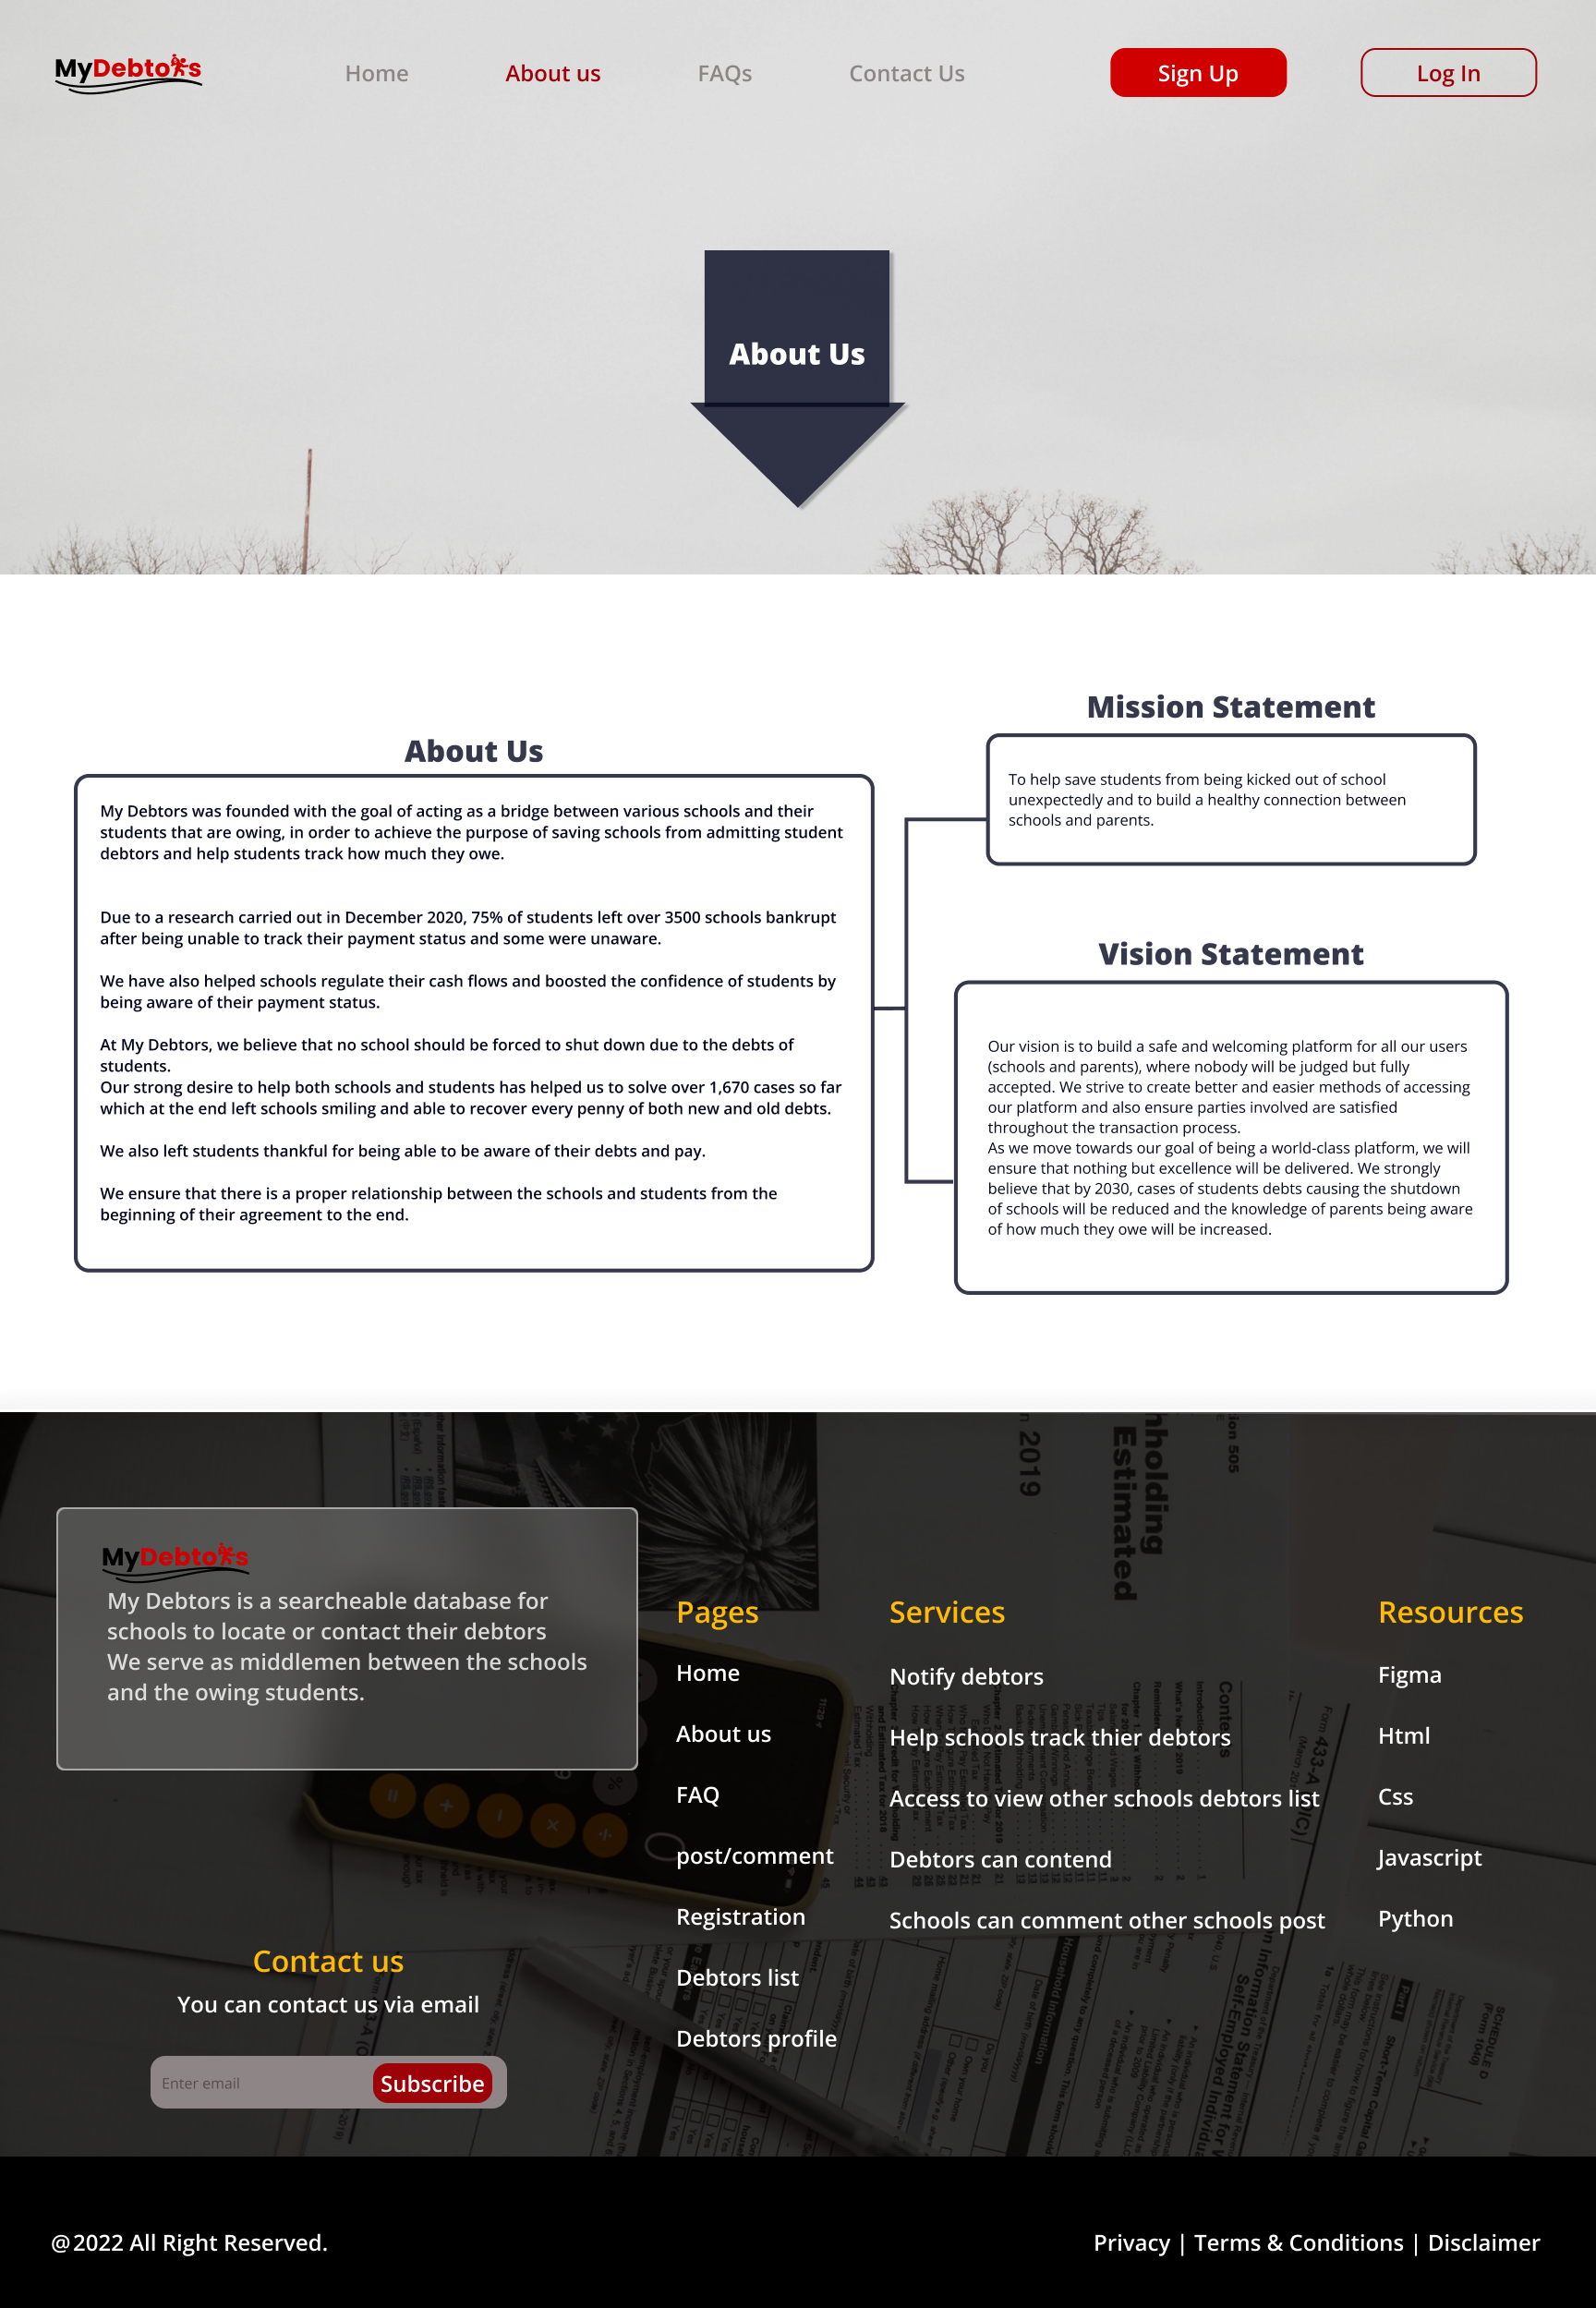 MyDebtors
Home
About us
FAQs
Contact Us
Sign Up
Log In
About Us
About Us
My Debtors was founded with the goal of acting as a bridge between various schools and their
students that are owing, in order to achieve the purpose of saving schools from admitting student
debtors and help students track how much they owe.
Due to a research carried out in December 2020, 75% of students left over 3500 schools bankrupt
after being unable to track their payment status and some were unaware.
We have also helped schools regulate their cash flows and boosted the confidence of students by
being aware of their payment status.
At My Debtors, we believe that no school should be forced to shut down due to the debts of
students.
Our strong desire to help both schools and students has helped us to solve over 1,670 cases so far
which at the end left schools smiling and able to recover every penny of both new and old debts.
We also left students thankful for being able to be aware of their debts and pay.
We ensure that there is a proper relationship between the schools and students from the
beginning of their agreement to the end.
Mission Statement
To help save students from being kicked out of school
unexpectedly and to build a healthy connection between
schools and parents.
Vision Statement
Our vision is to build a safe and welcoming platform for all our users
(schools and parents), where nobody will be judged but fully
accepted. We strive to create better and easier methods of accessing
our platform and also ensure parties involved are satisfied
throughout the transaction process.
As we move towards our goal of being a world-class platform, we will
ensure that nothing but excellence will be delivered. We strongly
believe that by 2030, cases of students debts causing the shutdown
of schools will be reduced and the knowledge of parents being aware
of how much they owe will be increased.
MyDebtors
My Debtors is a searcheable database for
schools to locate or contact their debtors
We serve as middlemen between the schools
and the owing students.
Contact us
You can contact us via email
Enter email
Subscribe
Pages
Home
About us
FAQ
post/comment
Registration
Debtors list
Debtors profile
Services
Notify debtors
Help schools track thier debtors
Access to view other schools debtors list
Debtors can contend
Schools can comment other schools post
Resources
Figma
Html
Css
Javascript
Python
2019
Estimated
Contents
@2022 All Right Reserved.
Privacy | Terms & Conditions | Disclaimer